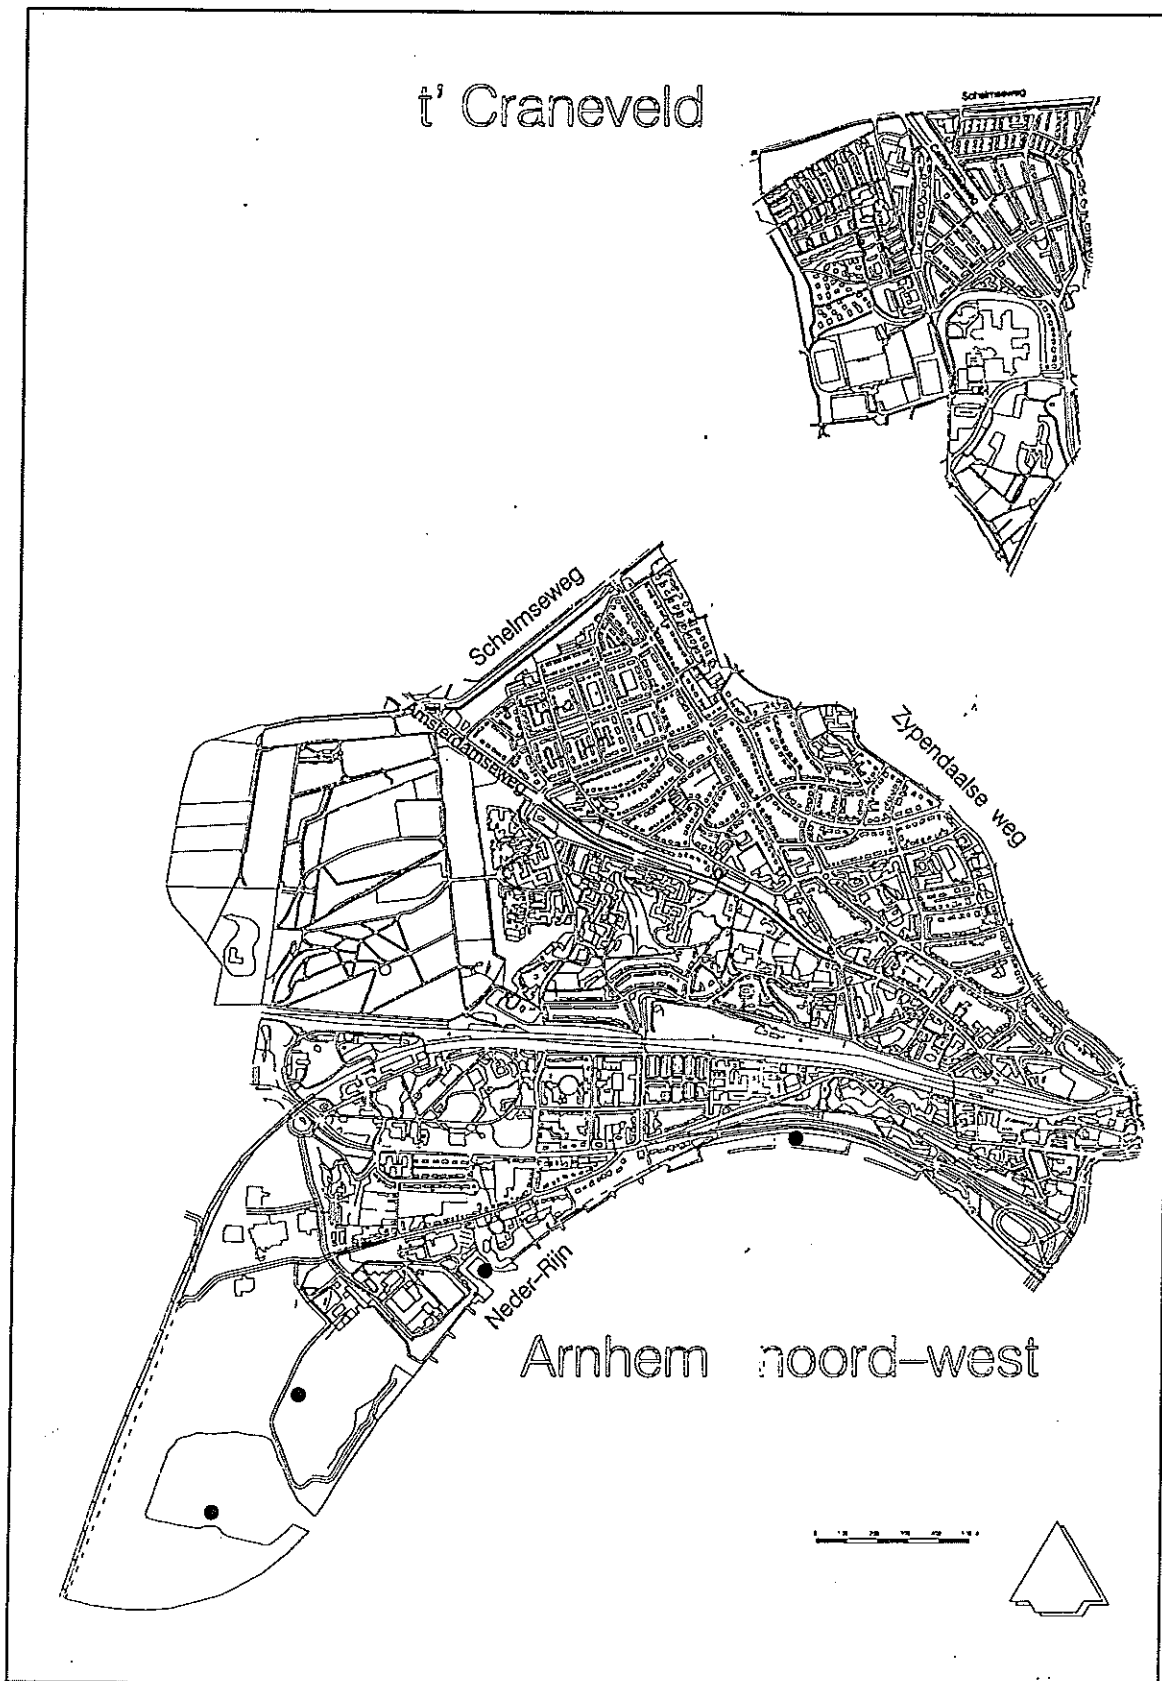 t' Craneveld
Schelmseweg
Schelmseweg
Amsterdamseweg
Zypendaalse weg
Neder-Rijn
Arnhem noord-west